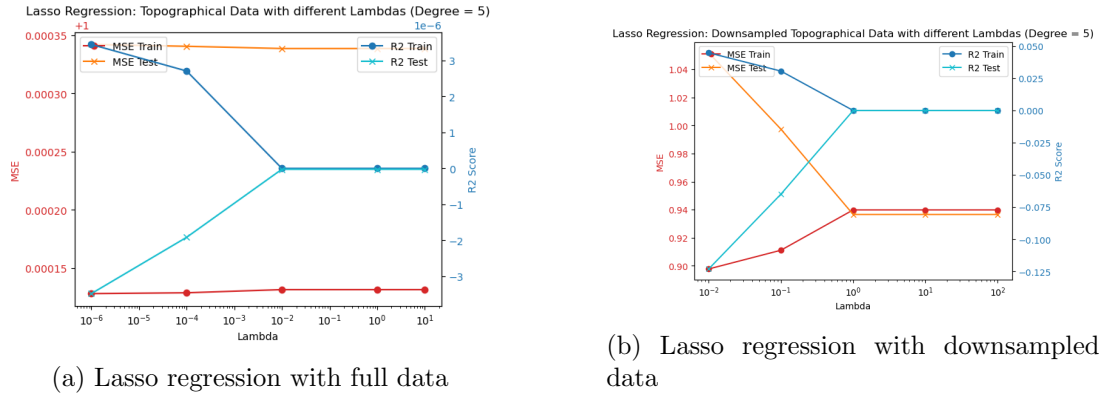 Lasso Regression: Topographical Data with different Lambdas (Degree = 5)
+1
1e-6
0.00035
0.00030
0.00025
0.00020
0.00015
MSE
MSE Train
MSE Test
R2 Train
R2 Test
3
2
1
0
−1
−2
−3
R2 Score
10⁻⁶ 10⁻⁵ 10⁻⁴ 10⁻³ 10⁻² 10⁻¹ 10⁰ 10¹
Lambda
(a) Lasso regression with full data
Lasso Regression: Downsampled Topographical Data with different Lambdas (Degree = 5)
1.04
1.02
1.00
0.98
0.96
0.94
0.92
0.90
MSE
MSE Train
MSE Test
R2 Train
R2 Test
0.050
0.025
0.000
−0.025
−0.050
−0.075
−0.100
−0.125
R2 Score
10⁻² 10⁻¹ 10⁰ 10¹ 10²
Lambda
(b) Lasso regression with downsampled
data